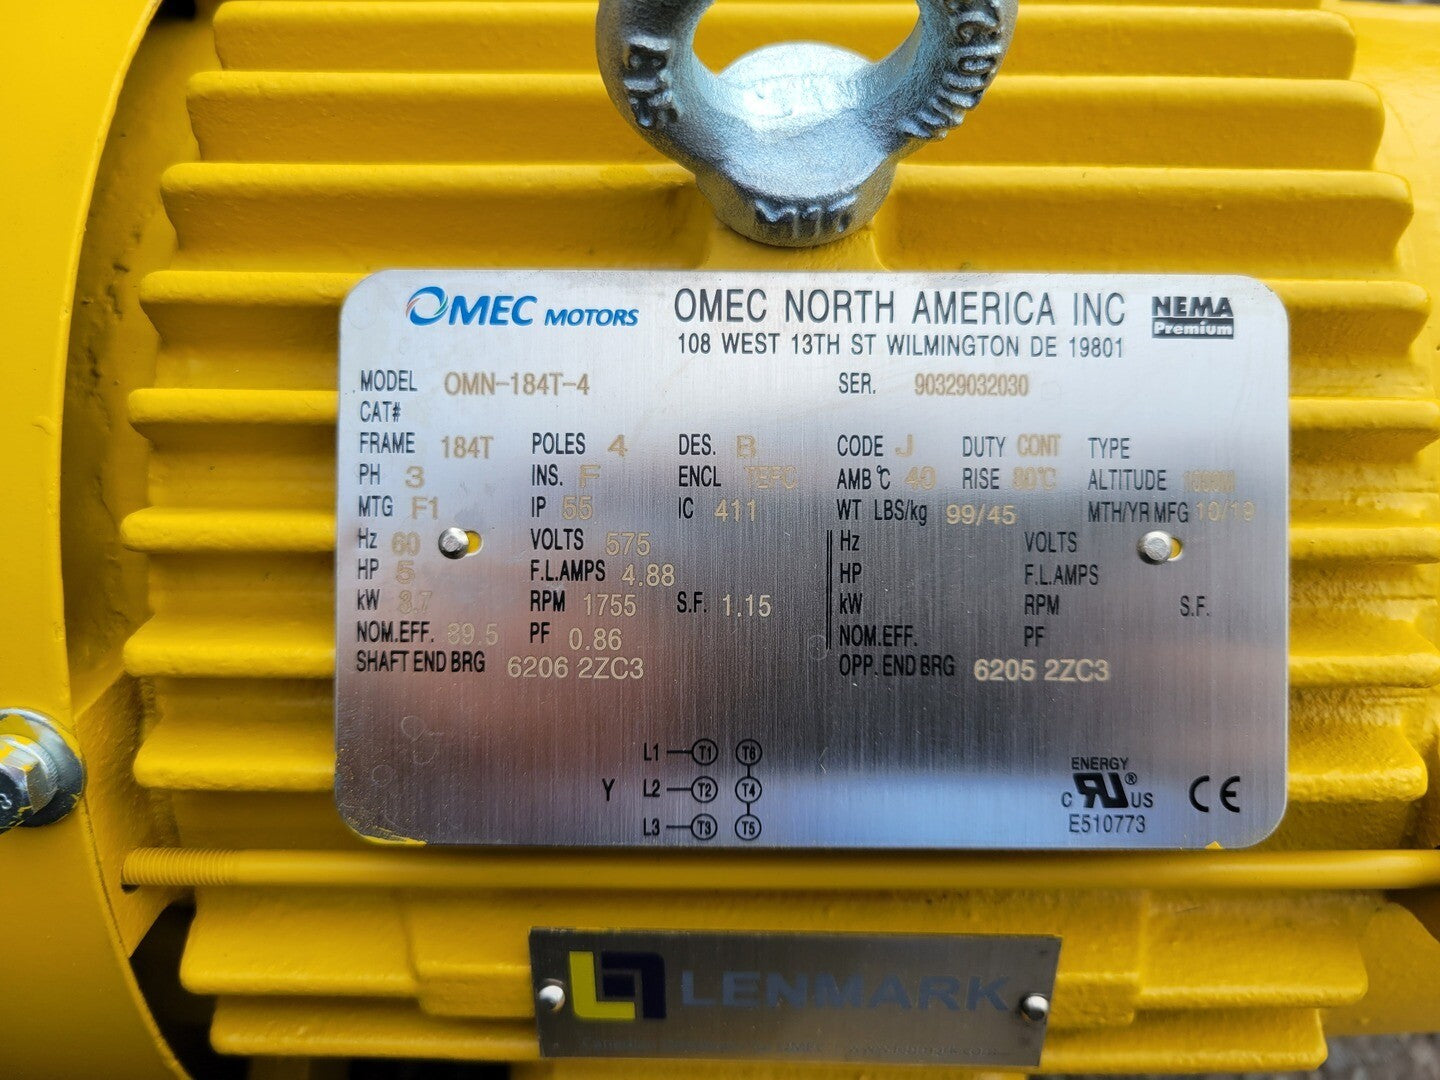 OMEC MOTORS OMEC NORTH AMERICA INC NEMA Premium
108 WEST 13TH ST WILMINGTON DE 19801
MODEL OMN-184T-4 SER. 90329032030
CAT#
FRAME 184T POLES 4 DES. B CODE J DUTY CONT TYPE
PH 3 INS. F ENCL TEFC AMB°C 40 RISE 80°C ALTITUDE 1000M
MTG F1 IP 55 IC 411 WT LBS/kg 99/45 MTH/YR MFG 10/19
Hz 60 VOLTS 575 Hz VOLTS
HP 5 F.L.AMPS 4.88 HP F.L.AMPS
kW 3.7 RPM 1755 S.F. 1.15 kW RPM S.F.
NOM.EFF. 89.5 PF 0.86 NOM.EFF. PF
SHAFT END BRG 6206 2ZC3 OPP. END BRG 6205 2ZC3
L1 T1 T6
Y L2 T2 T4
L3 T3 T5
ENERGY
C RU ® US CE
E510773
LENMARK
M10